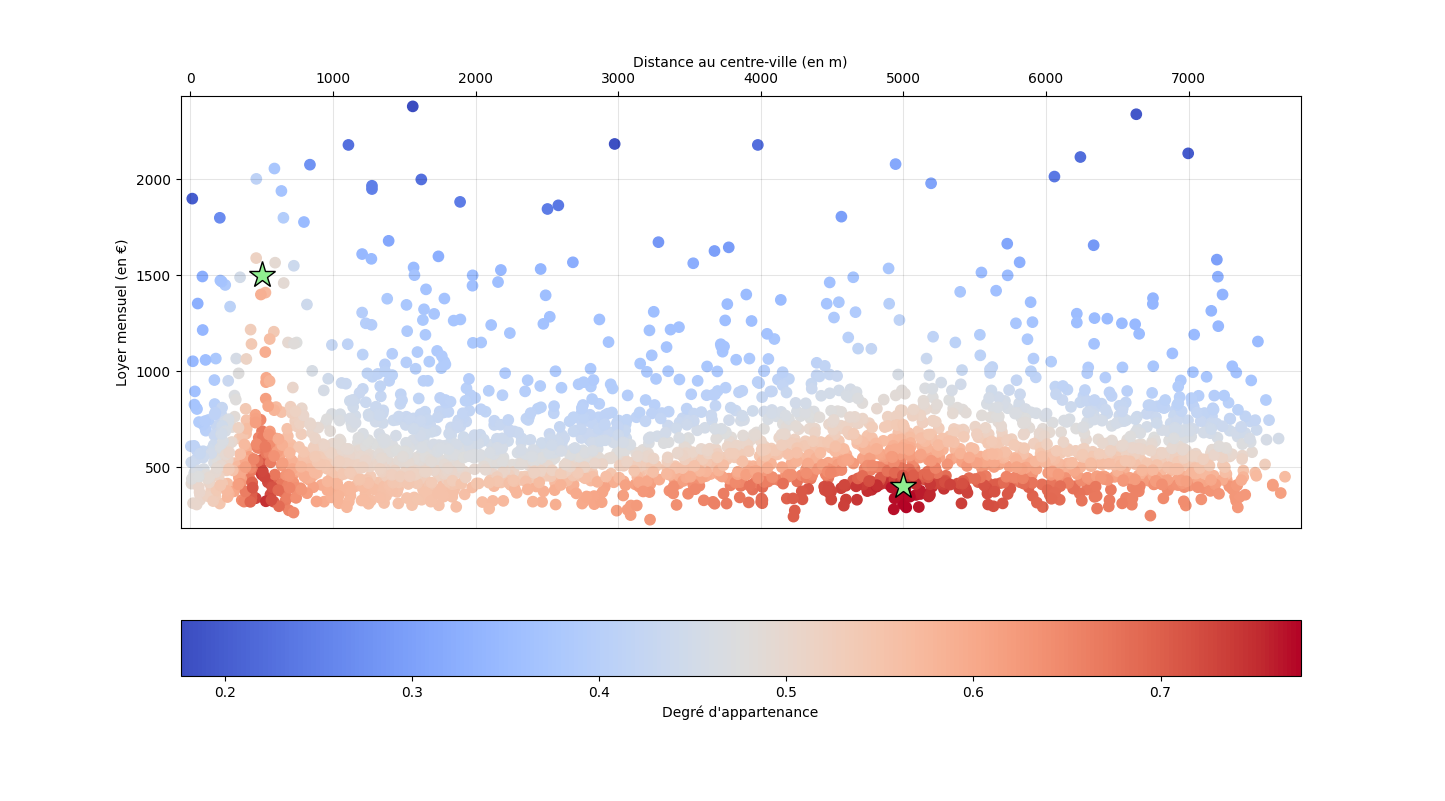 Distance au centre-ville (en m)
0 1000 2000 3000 4000 5000 6000 7000
2000
1500
1000
500
Loyer mensuel (en €)
0.2 0.3 0.4 0.5 0.6 0.7
Degré d'appartenance